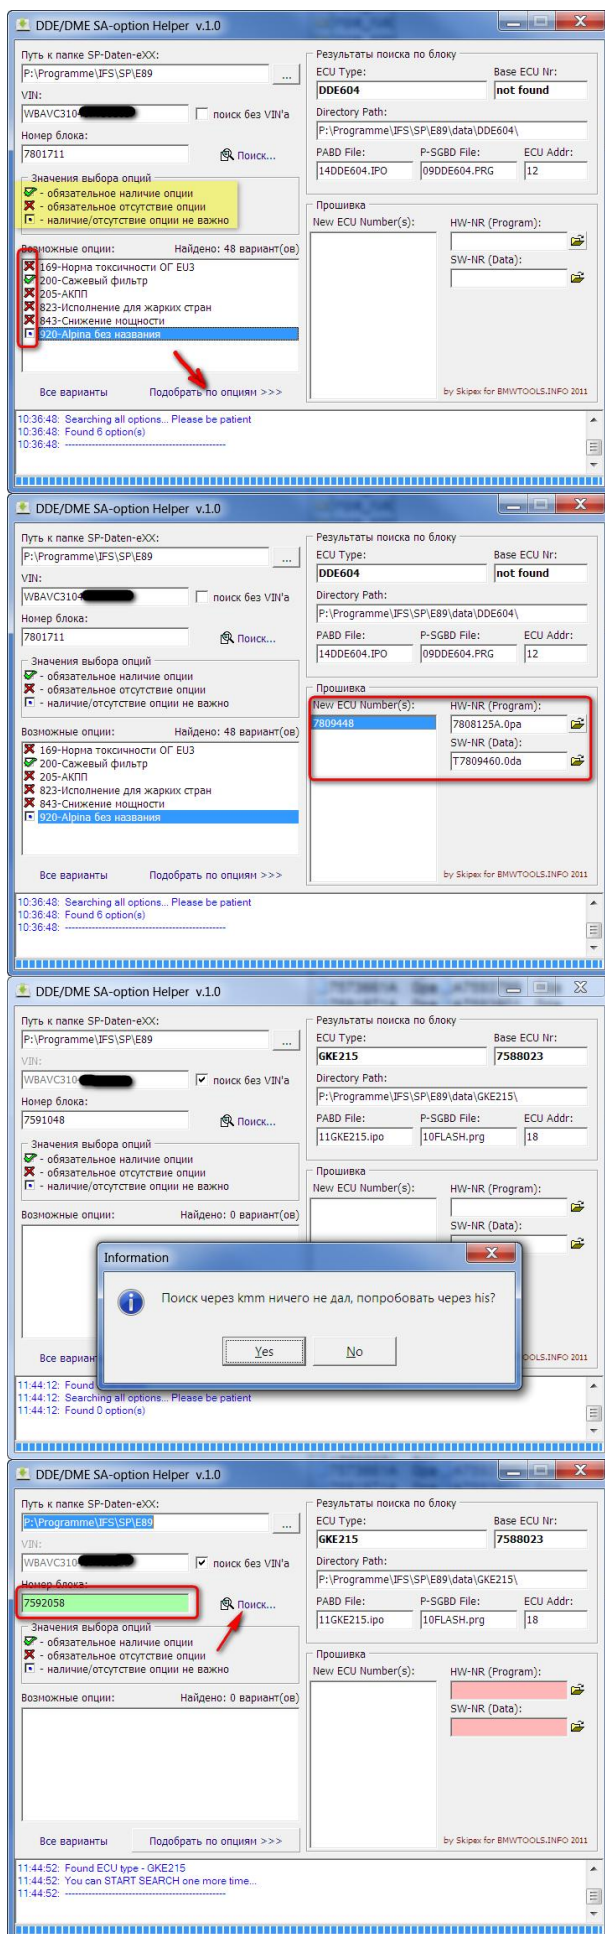 DDE/DME SA-option Helper v.1.0
Путь к папке SP-Daten-eXX:
P:\Programme\IFS\SP\E89
...
VIN:
WBAVC3104
поиск без VIN'а
Номер блока:
7801711
Поиск...
Значения выбора опций
- обязательное наличие опции
- обязательное отсутствие опции
- наличие/отсутствие опции не важно
Возможные опции:
Найдено: 48 вариант(ов)
169-Норма токсичности ОГ EU3
200-Сажевый фильтр
205-АКПП
823-Исполнение для жарких стран
843-Снижение мощности
920-Alpina без названия
Все варианты
Подобрать по опциям >>>
Результаты поиска по блоку
ECU Type:
Base ECU Nr:
DDE604
not found
Directory Path:
P:\Programme\IFS\SP\E89\data\DDE604\
PABD File:
P-SGBD File:
ECU Addr:
14DDE604.IPO
09DDE604.PRG
12
Прошивка
New ECU Number(s):
HW-NR (Program):
SW-NR (Data):
by Skipex for BMWTOOLS.INFO 2011
10:36:48: Searching all options... Please be patient
10:36:48: Found 6 option(s)
10:36:48: ------------------------------------------------
DDE/DME SA-option Helper v.1.0
Путь к папке SP-Daten-eXX:
P:\Programme\IFS\SP\E89
...
VIN:
WBAVC3104
поиск без VIN'а
Номер блока:
7801711
Поиск...
Значения выбора опций
- обязательное наличие опции
- обязательное отсутствие опции
- наличие/отсутствие опции не важно
Возможные опции:
Найдено: 48 вариант(ов)
169-Норма токсичности ОГ EU3
200-Сажевый фильтр
205-АКПП
823-Исполнение для жарких стран
843-Снижение мощности
920-Alpina без названия
Все варианты
Подобрать по опциям >>>
Результаты поиска по блоку
ECU Type:
Base ECU Nr:
DDE604
not found
Directory Path:
P:\Programme\IFS\SP\E89\data\DDE604\
PABD File:
P-SGBD File:
ECU Addr:
14DDE604.IPO
09DDE604.PRG
12
Прошивка
New ECU Number(s):
7809448
HW-NR (Program):
7808125A.0pa
SW-NR (Data):
T7809460.0da
by Skipex for BMWTOOLS.INFO 2011
10:36:48: Searching all options... Please be patient
10:36:48: Found 6 option(s)
10:36:48: ------------------------------------------------
DDE/DME SA-option Helper v.1.0
Путь к папке SP-Daten-eXX:
P:\Programme\IFS\SP\E89
...
VIN:
WBAVC310
поиск без VIN'а
Номер блока:
7591048
Поиск...
Значения выбора опций
- обязательное наличие опции
- обязательное отсутствие опции
- наличие/отсутствие опции не важно
Возможные опции:
Найдено: 0 вариант(ов)
Результаты поиска по блоку
ECU Type:
Base ECU Nr:
GKE215
7588023
Directory Path:
P:\Programme\IFS\SP\E89\data\GKE215\
PABD File:
P-SGBD File:
ECU Addr:
11GKE215.ipo
10FLASH.prg
18
Прошивка
New ECU Number(s):
HW-NR (Program):
SW-NR (Data):
Information
Поиск через kmm ничего не дал, попробовать через his?
Yes
No
Все вариан
OOLS.INFO 2011
11:44:12: Found
11:44:12: Searching all options... Please be patient
11:44:12: Found 0 option(s)
DDE/DME SA-option Helper v.1.0
Путь к папке SP-Daten-eXX:
P:\Programme\IFS\SP\E89
...
VIN:
WBAVC310
поиск без VIN'а
Номер блока:
7592058
Поиск...
Значения выбора опций
- обязательное наличие опции
- обязательное отсутствие опции
- наличие/отсутствие опции не важно
Возможные опции:
Найдено: 0 вариант(ов)
Все варианты
Подобрать по опциям >>>
Результаты поиска по блоку
ECU Type:
Base ECU Nr:
GKE215
7588023
Directory Path:
P:\Programme\IFS\SP\E89\data\GKE215\
PABD File:
P-SGBD File:
ECU Addr:
11GKE215.ipo
10FLASH.prg
18
Прошивка
New ECU Number(s):
HW-NR (Program):
SW-NR (Data):
by Skipex for BMWTOOLS.INFO 2011
11:44:52: Found ECU type - GKE215
11:44:52: You can START SEARCH one more time...
11:44:52: ------------------------------------------------